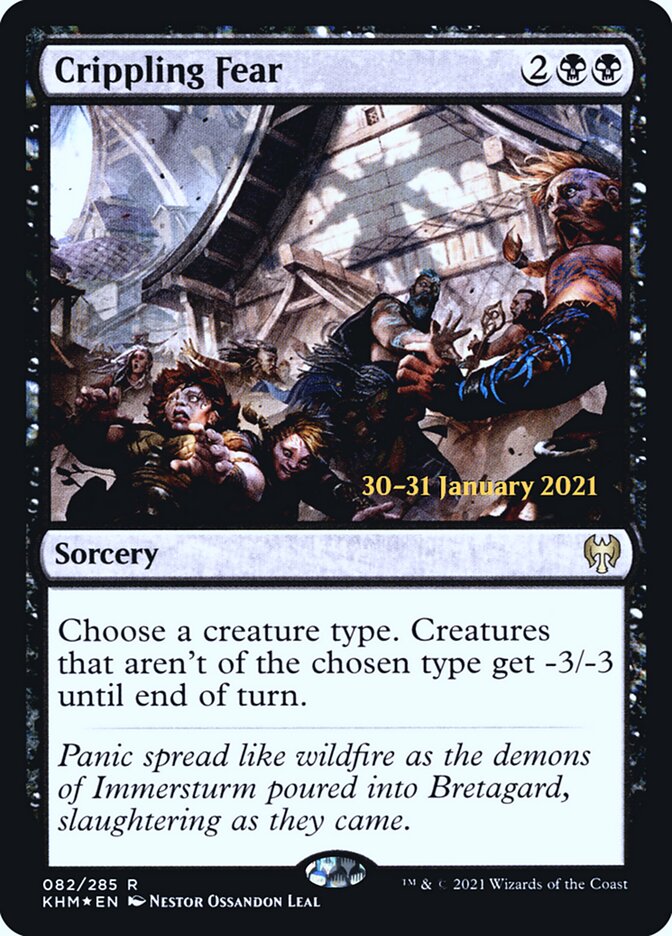 Crippling Fear 2
30–31 January 2021
Sorcery
Choose a creature type. Creatures
that aren't of the chosen type get -3/-3
until end of turn.
Panic spread like wildfire as the demons
of Immersturm poured into Bretagard,
slaughtering as they came.
082/285 R
KHM★EN Nestor Ossandon Leal
™ & © 2021 Wizards of the Coast